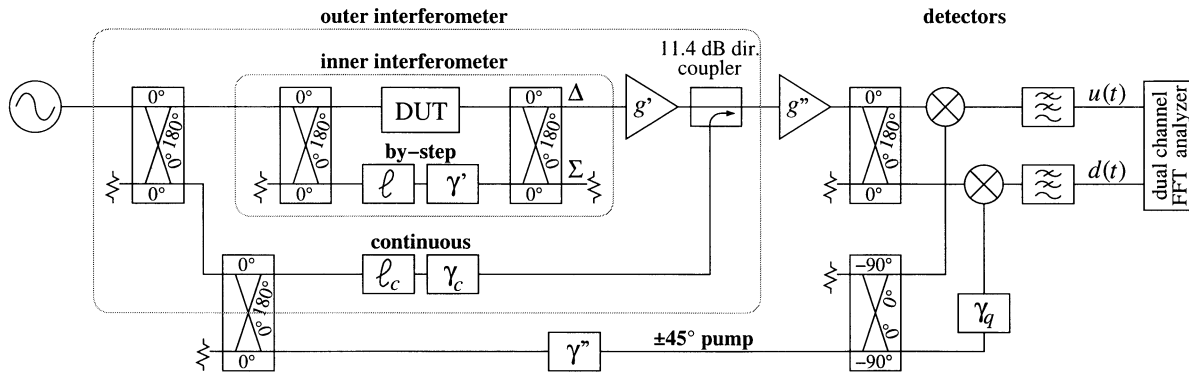 outer interferometer
detectors
inner interferometer
11.4 dB dir.
coupler
0°
0° 180°
0°
0°
0° 180°
0°
DUT
by-step
ℓ
γ'
0°
0° 180°
0°
Δ
Σ
g'
g"
0°
0° 180°
0°
u(t)
d(t)
dual channel
FFT analyzer
continuous
ℓc
γc
0°
0° 180°
0°
γ"
±45° pump
−90°
0° 0°
−90°
γq